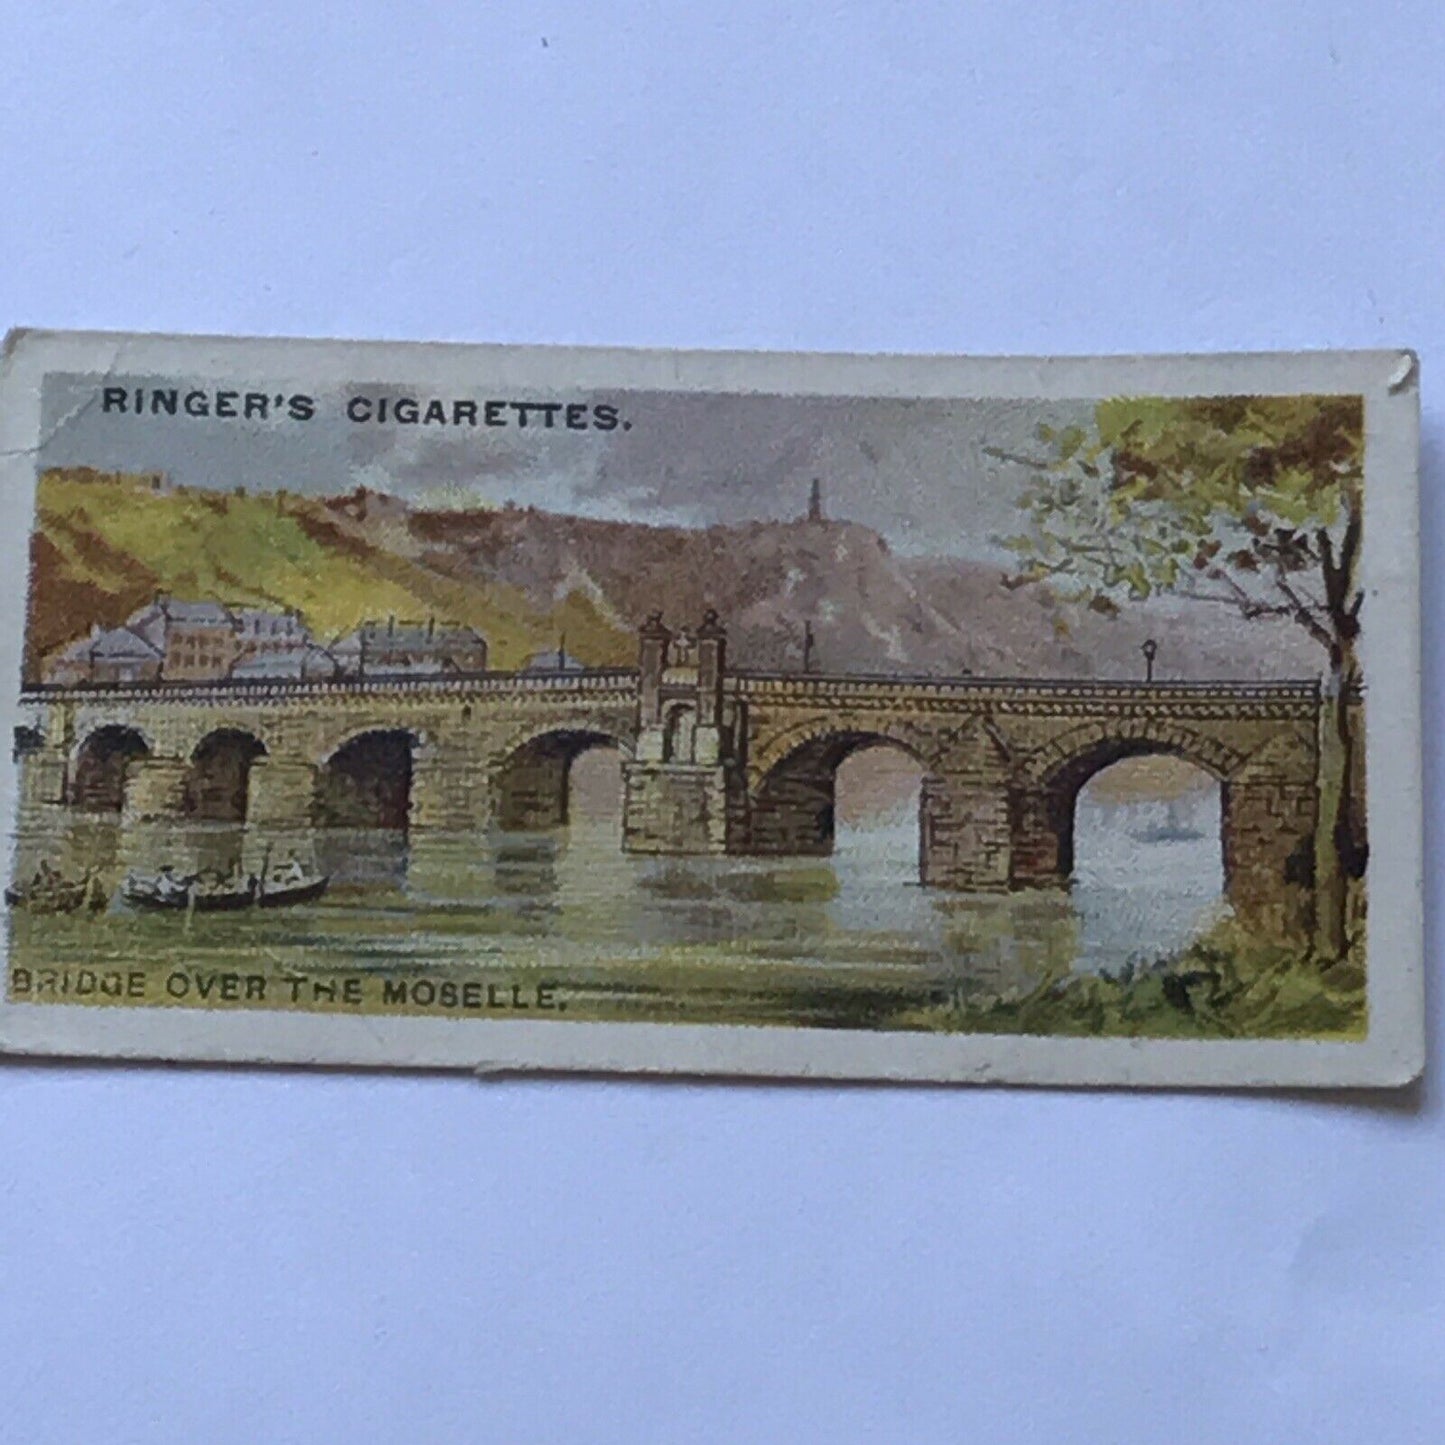 RINGER'S CIGARETTES.
BRIDGE OVER THE MOSELLE.